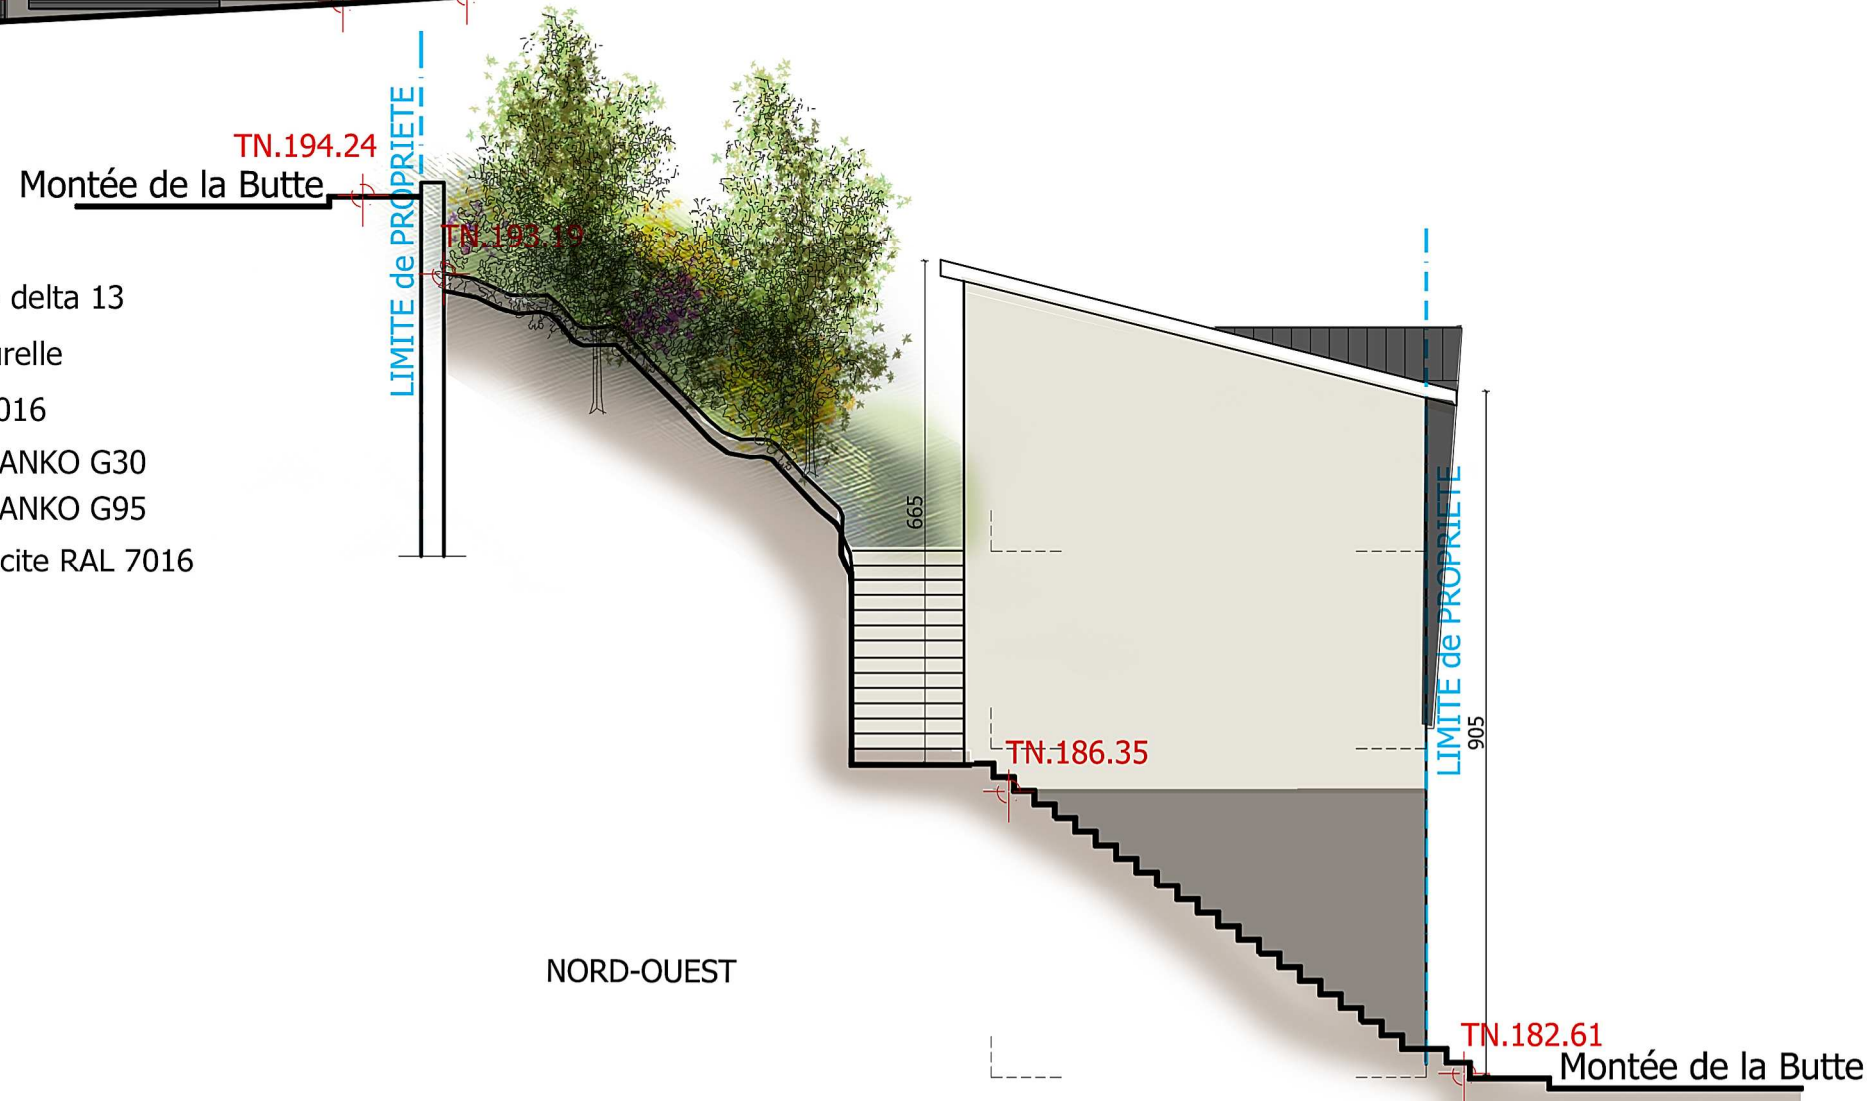 LIMITE de PROPRIETE
TN.194.24
Montée de la Butte
TN.193.19
delta 13
016
ANKO G30
ANKO G95
cite RAL 7016
665
LIMITE de PROPRIETE
905
TN.186.35
NORD-OUEST
TN.182.61
Montée de la Butte